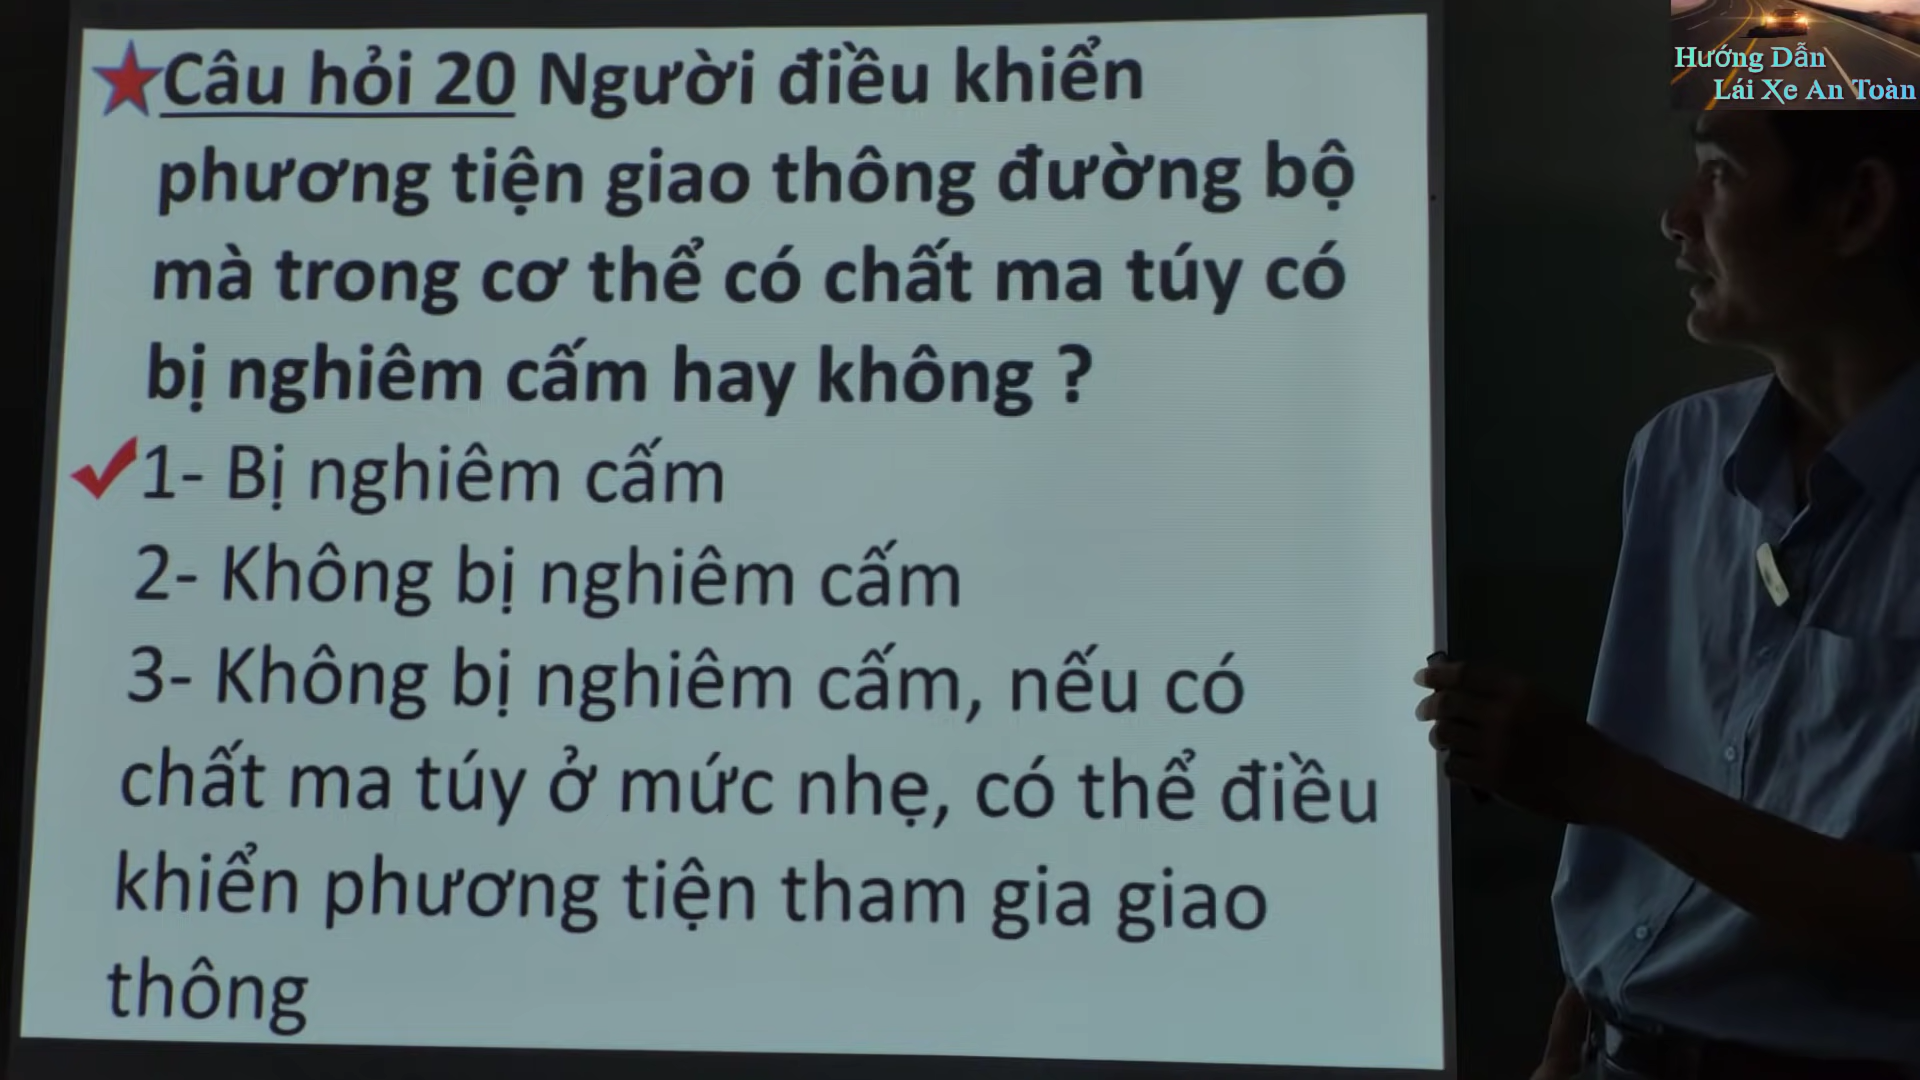 Câu hỏi 20 Người điều khiển
phương tiện giao thông đường bộ
mà trong cơ thể có chất ma túy có
bị nghiêm cấm hay không ?
1- Bị nghiêm cấm
2- Không bị nghiêm cấm
3- Không bị nghiêm cấm, nếu có
chất ma túy ở mức nhẹ, có thể điều
khiển phương tiện tham gia giao
thông
Hướng Dẫn
Lái Xe An Toàn